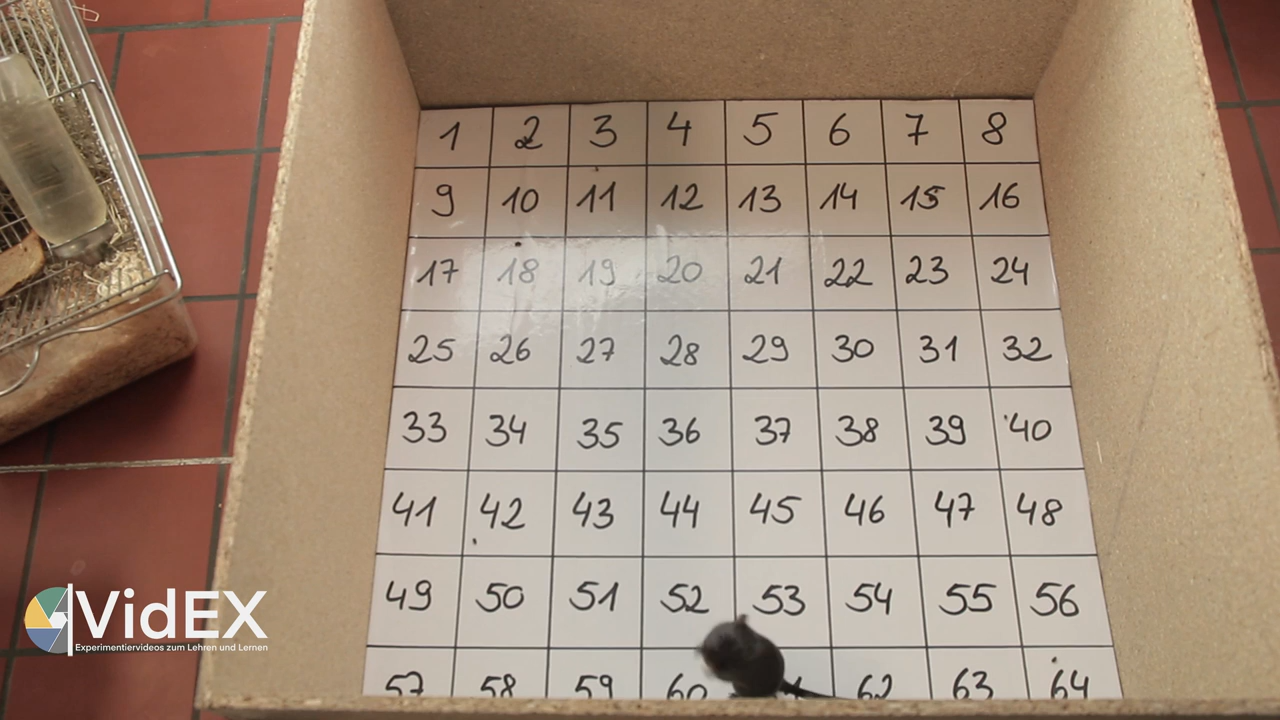 1 2 3 4 5 6 7 8
9 10 11 12 13 14 15 16
17 18 19 20 21 22 23 24
25 26 27 28 29 30 31 32
33 34 35 36 37 38 39 40
41 42 43 44 45 46 47 48
49 50 51 52 53 54 55 56
57 58 59 60 62 63 64
VidEX
Experimentiervideos zum Lehren und Lernen